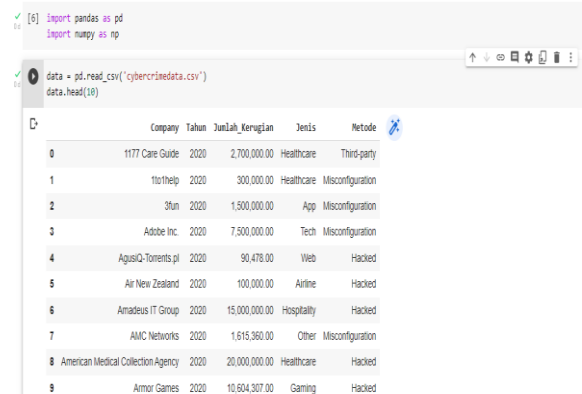 [6] import pandas as pd
import numpy as np
data = pd.read_csv('cybercrimedata.csv')
data.head(10)
Company Tahun Jumlah_Kerugian Jenis Metode
0 1177 Care Guide 2020 2,700,000.00 Healthcare Third-party
1 1to1help 2020 300,000.00 Healthcare Misconfiguration
2 3fun 2020 1,500,000.00 App Misconfiguration
3 Adobe Inc. 2020 7,500,000.00 Tech Misconfiguration
4 AgusiQ-Torrents.pl 2020 90,478.00 Web Hacked
5 Air New Zealand 2020 100,000.00 Airline Hacked
6 Amadeus IT Group 2020 15,000,000.00 Hospitality Hacked
7 AMC Networks 2020 1,615,360.00 Other Misconfiguration
8 American Medical Collection Agency 2020 20,000,000.00 Healthcare Hacked
9 Armor Games 2020 10,604,307.00 Gaming Hacked